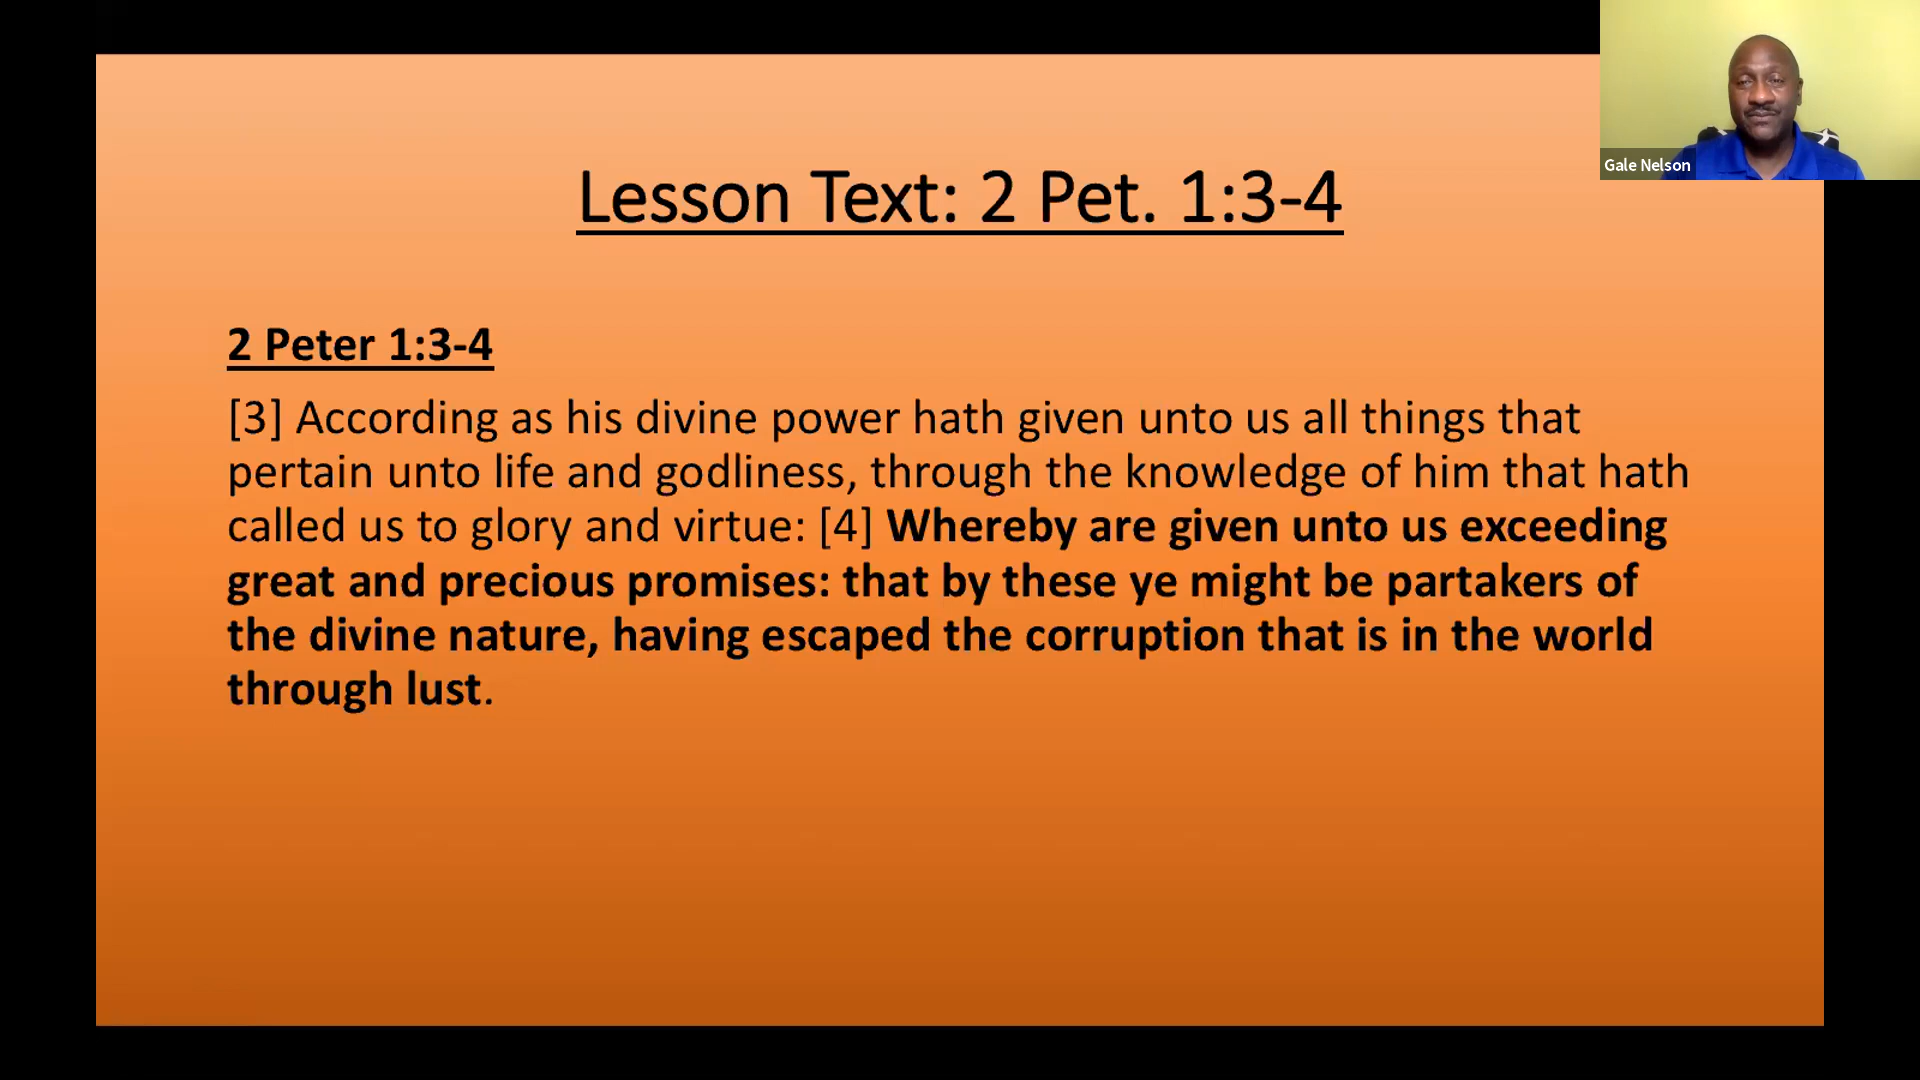 Gale Nelson
Lesson Text: 2 Pet. 1:3-4
2 Peter 1:3-4
[3] According as his divine power hath given unto us all things that
pertain unto life and godliness, through the knowledge of him that hath
called us to glory and virtue: [4] Whereby are given unto us exceeding
great and precious promises: that by these ye might be partakers of
the divine nature, having escaped the corruption that is in the world
through lust.